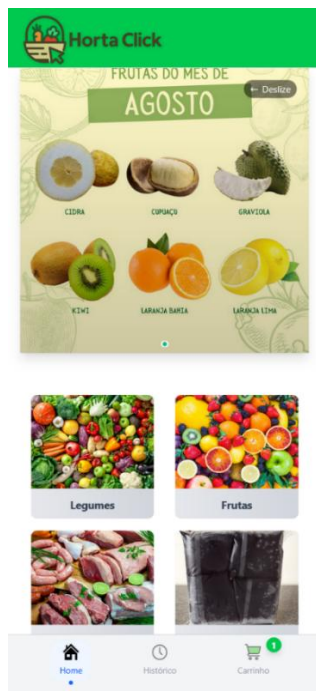 Horta Click
FRUTAS DO MES DE
AGOSTO
← Deslize
CIDRA
CUPUAÇU
GRAVIOLA
KIWI
LARANJA BAHIA
LARANJA LIMA
Legumes
Frutas
1
Home
Histórico
Carrinho